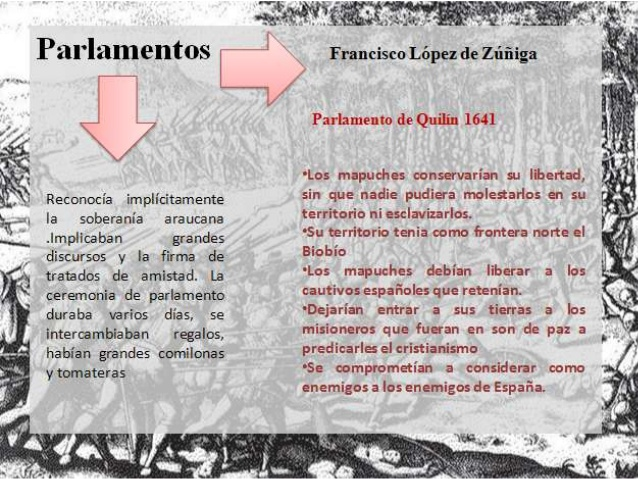 Parlamentos
Francisco López de Zúñiga
Parlamento de Quilín 1641
Reconocía implícitamente
la soberanía araucana
.Implicaban grandes
discursos y la firma de
tratados de amistad. La
ceremonia de parlamento
duraba varios días, se
intercambiaban regalos,
habían grandes comilonas
y tomateras
•Los mapuches conservarían su libertad,
sin que nadie pudiera molestarlos en su
territorio ni esclavizarlos.
•Su territorio tenia como frontera norte el
Biobío
•Los mapuches debían liberar a los
cautivos españoles que retenían.
•Dejarían entrar a sus tierras a los
misioneros que fueran en son de paz a
predicarles el cristianismo
•Se comprometían a considerar como
enemigos a los enemigos de España.